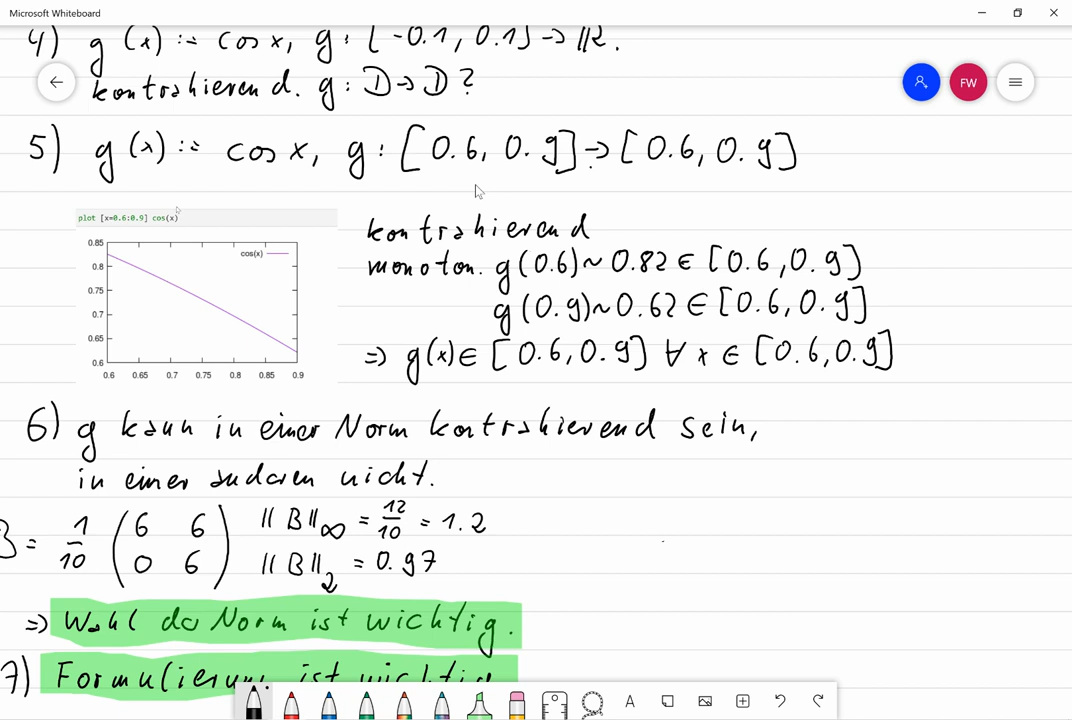 Microsoft Whiteboard
4) g(x) := cos x, g: [-0.1, 0.1] → ℝ.
kontrahierend. g: D → D?
FW
5) g(x) := cos x, g: [0.6, 0.9] → [0.6, 0.9]
plot [x=0.6:0.9] cos(x)
cos(x)
0.85
0.8
0.75
0.7
0.65
0.6
0.6 0.65 0.7 0.75 0.8 0.85 0.9
kontrahierend
monoton. g(0.6) ~ 0.82 ∈ [0.6, 0.9]
g(0.9) ~ 0.62 ∈ [0.6, 0.9]
⇒ g(x) ∈ [0.6, 0.9] ∀ x ∈ [0.6, 0.9]
6) g kann in einer Norm kontrahierend sein,
in einer anderen nicht.
B = 1/10 (6 6; 0 6) ||B||∞ = 12/10 = 1.2
||B||₂ = 0.97
⇒ Wahl der Norm ist wichtig.
7) Formulierung ist wichtig
A